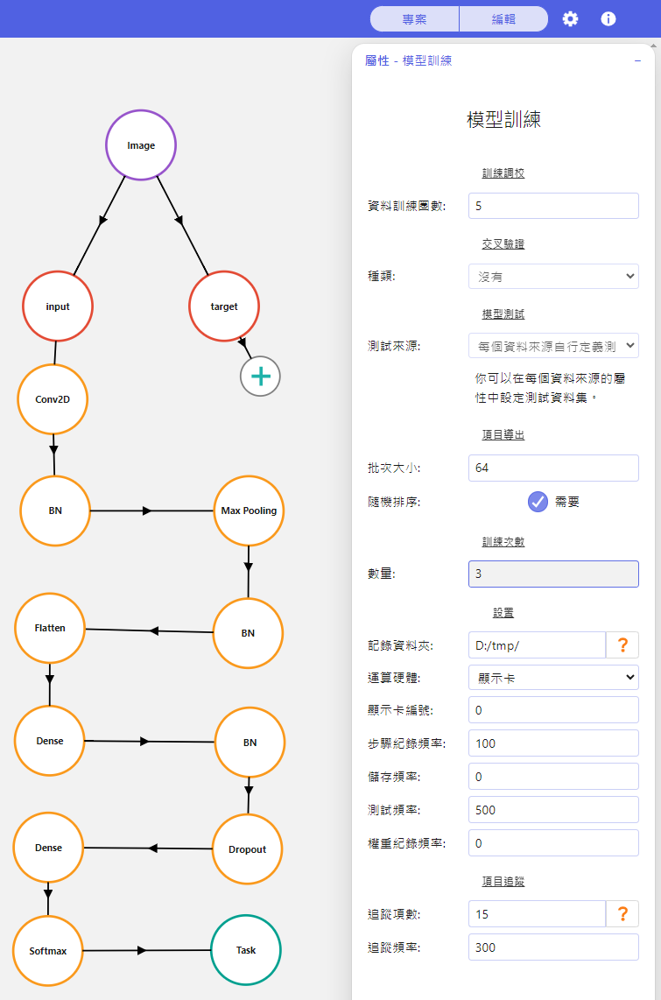 專案
編輯
屬性 - 模型訓練
模型訓練
訓練調校
資料訓練圈數:
5
交叉驗證
種類:
沒有
模型測試
測試來源:
每個資料來源自行定義測
你可以在每個資料來源的屬
性中設定測試資料集。
項目導出
批次大小:
64
隨機排序:
需要
訓練次數
數量:
3
設置
記錄資料夾:
D:/tmp/
?
運算硬體:
顯示卡
顯示卡編號:
0
步驟紀錄頻率:
100
儲存頻率:
0
測試頻率:
500
權重紀錄頻率:
0
項目追蹤
追蹤項數:
15
?
追蹤頻率:
300
Image
input
target
Conv2D
BN
Max Pooling
Flatten
BN
Dense
BN
Dense
Dropout
Softmax
Task